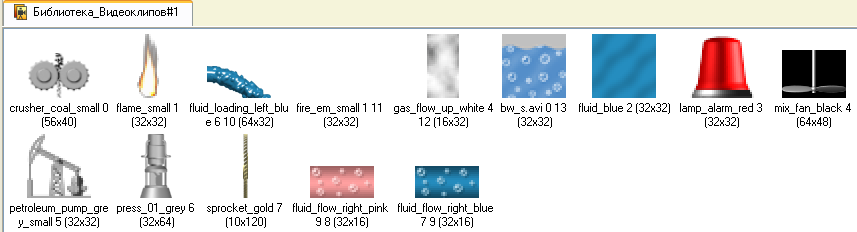 Библиотека_Видеоклипов#1
crusher_coal_small 0
(56x40)
flame_small 1
(32x32)
fluid_loading_left_blu
e 6 10 (64x32)
fire_em_small 1 11
(32x32)
gas_flow_up_white 4
12 (16x32)
bw_s.avi 0 13
(32x32)
fluid_blue 2 (32x32)
lamp_alarm_red 3
(32x32)
mix_fan_black 4
(64x48)
petroleum_pump_gre
y_small 5 (32x32)
press_01_grey 6
(32x64)
sprocket_gold 7
(10x120)
fluid_flow_right_pink
9 8 (32x16)
fluid_flow_right_blue
7 9 (32x16)